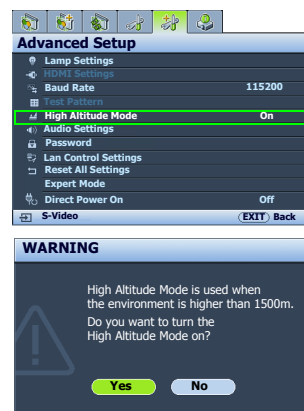 Advanced Setup
Lamp Settings
HDMI Settings
Baud Rate 115200
Test Pattern
High Altitude Mode On
Audio Settings
Password
Lan Control Settings
Reset All Settings
Expert Mode
Direct Power On Off
S-Video EXIT Back
WARNING
High Altitude Mode is used when
the environment is higher than 1500m.
Do you want to turn the
High Altitude Mode on?
Yes No